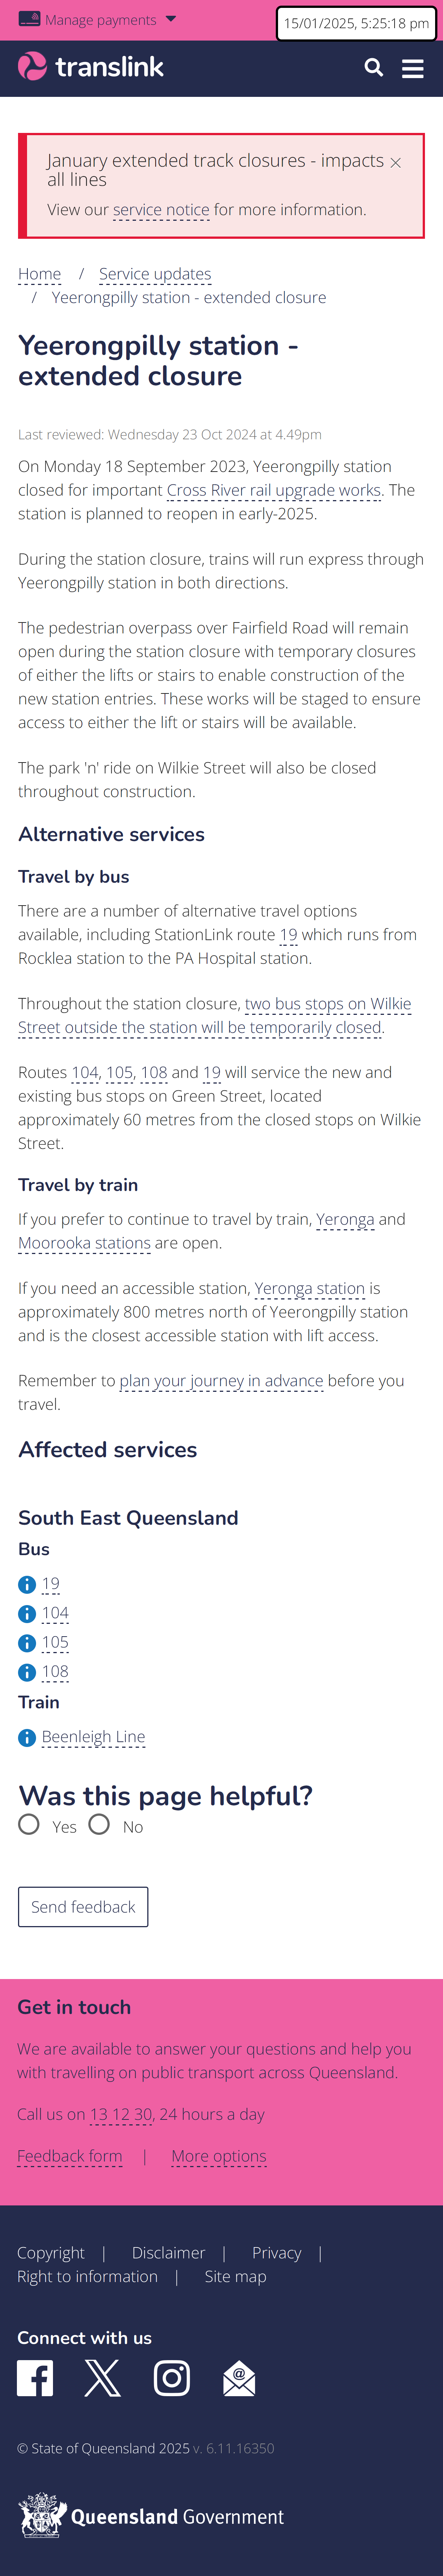 Manage payments
15/01/2025, 5:25:18 pm
translink
January extended track closures - impacts
all lines
View our service notice for more information.
Home / Service updates
/ Yeerongpilly station - extended closure
Yeerongpilly station -
extended closure
Last reviewed: Wednesday 23 Oct 2024 at 4.49pm
On Monday 18 September 2023, Yeerongpilly station
closed for important Cross River rail upgrade works. The
station is planned to reopen in early-2025.
During the station closure, trains will run express through
Yeerongpilly station in both directions.
The pedestrian overpass over Fairfield Road will remain
open during the station closure with temporary closures
of either the lifts or stairs to enable construction of the
new station entries. These works will be staged to ensure
access to either the lift or stairs will be available.
The park 'n' ride on Wilkie Street will also be closed
throughout construction.
Alternative services
Travel by bus
There are a number of alternative travel options
available, including StationLink route 19 which runs from
Rocklea station to the PA Hospital station.
Throughout the station closure, two bus stops on Wilkie
Street outside the station will be temporarily closed.
Routes 104, 105, 108 and 19 will service the new and
existing bus stops on Green Street, located
approximately 60 metres from the closed stops on Wilkie
Street.
Travel by train
If you prefer to continue to travel by train, Yeronga and
Moorooka stations are open.
If you need an accessible station, Yeronga station is
approximately 800 metres north of Yeerongpilly station
and is the closest accessible station with lift access.
Remember to plan your journey in advance before you
travel.
Affected services
South East Queensland
Bus
19
104
105
108
Train
Beenleigh Line
Was this page helpful?
Yes No
Send feedback
Get in touch
We are available to answer your questions and help you
with travelling on public transport across Queensland.
Call us on 13 12 30, 24 hours a day
Feedback form | More options
Copyright | Disclaimer | Privacy |
Right to information | Site map
Connect with us
© State of Queensland 2025 v. 6.11.16350
Queensland Government